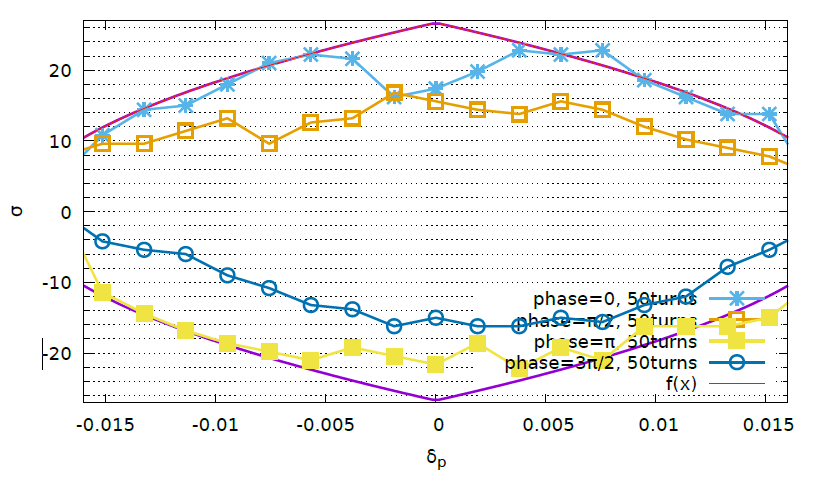 20
10
0
-10
-20
σ
phase=0, 50turns
phase=π/2, 50turns
phase=π 50turns
phase=3π/2, 50turns
f(x)
-0.015 -0.01 -0.005 0 0.005 0.01 0.015
δp